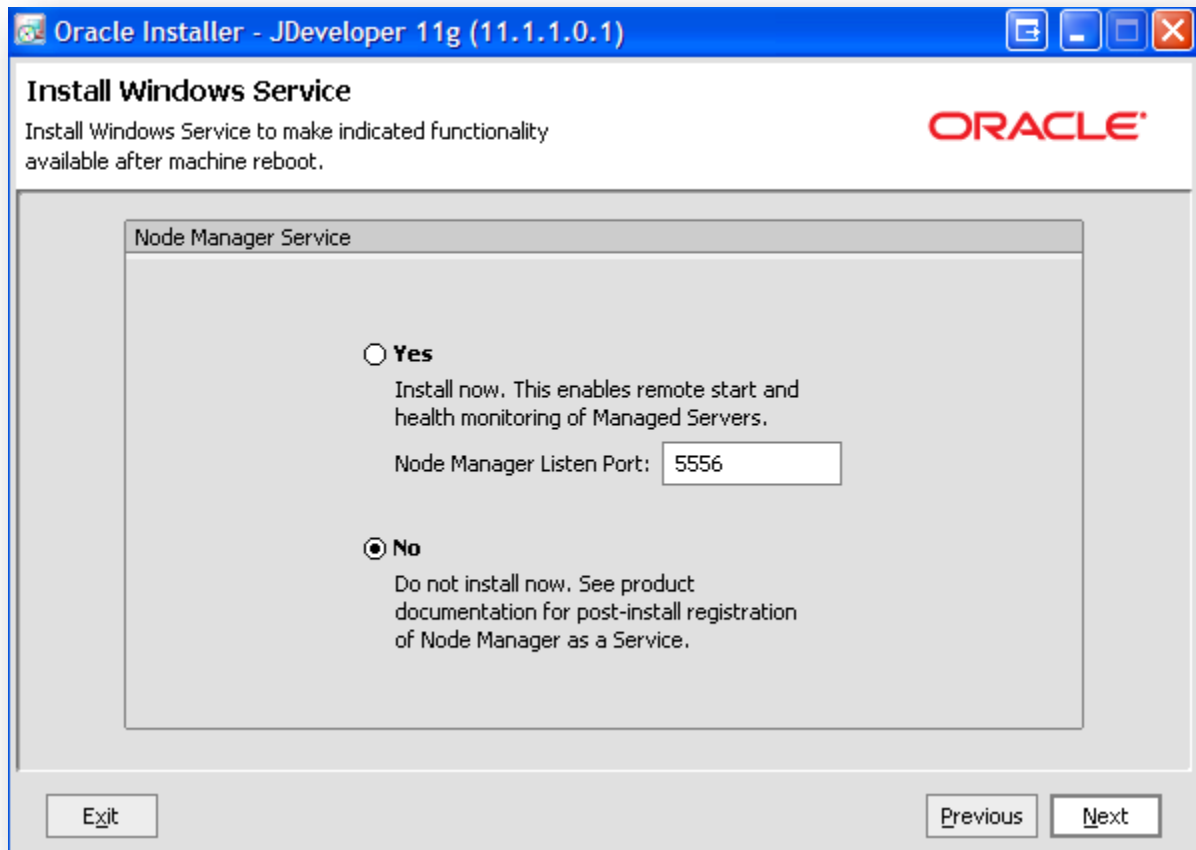 Oracle Installer - JDeveloper 11g (11.1.1.0.1)
Install Windows Service
Install Windows Service to make indicated functionality
available after machine reboot.
ORACLE
Node Manager Service
Yes
Install now. This enables remote start and
health monitoring of Managed Servers.
Node Manager Listen Port: 5556
No
Do not install now. See product
documentation for post-install registration
of Node Manager as a Service.
Exit Previous Next